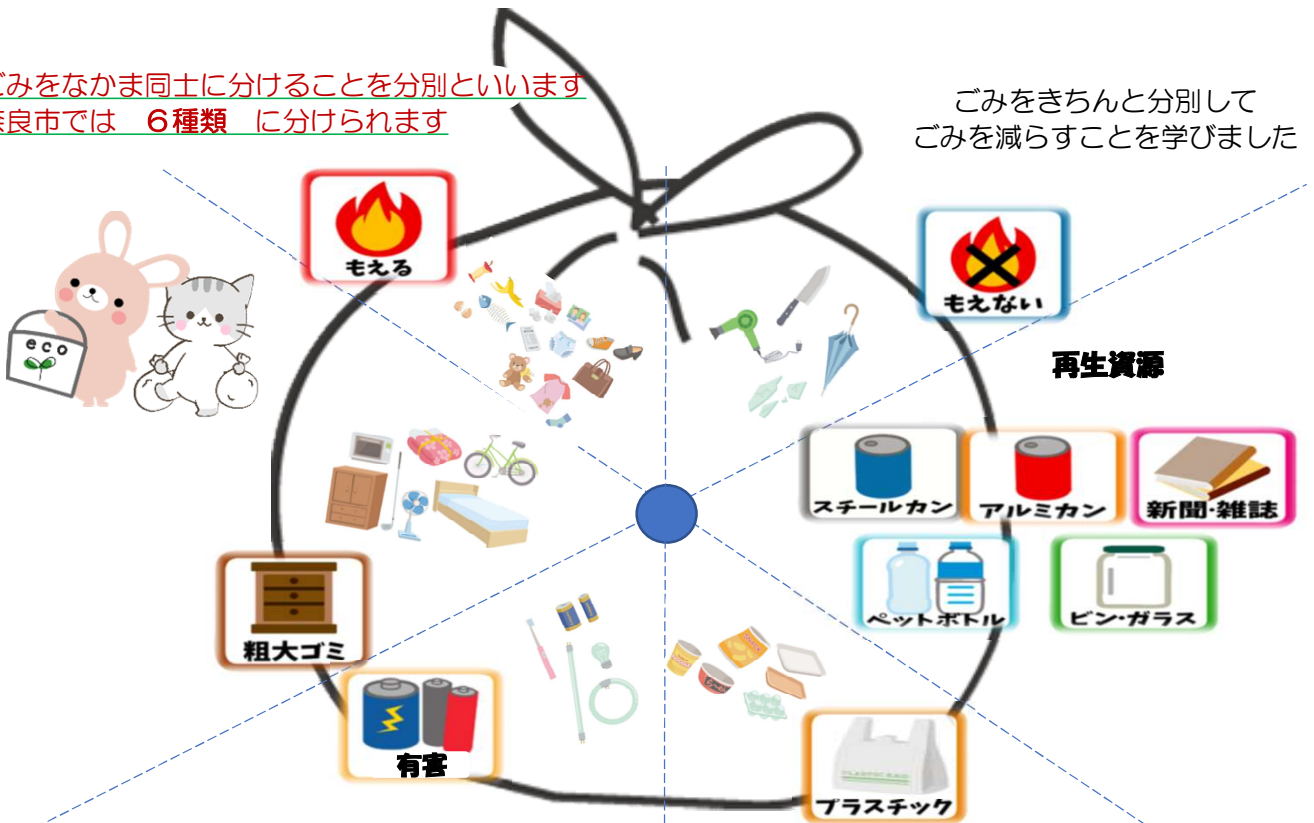 ごみをなかま同士に分けることを分別といいます
奈良市では　６種類　に分けられます
ごみをきちんと分別して
ごみを減らすことを学びました
もえる
もえない
eco
再生資源
スチールカン
アルミカン
新聞・雑誌
ペットボトル
ビン・ガラス
粗大ゴミ
有害
PLASTIC BAG
プラスチック